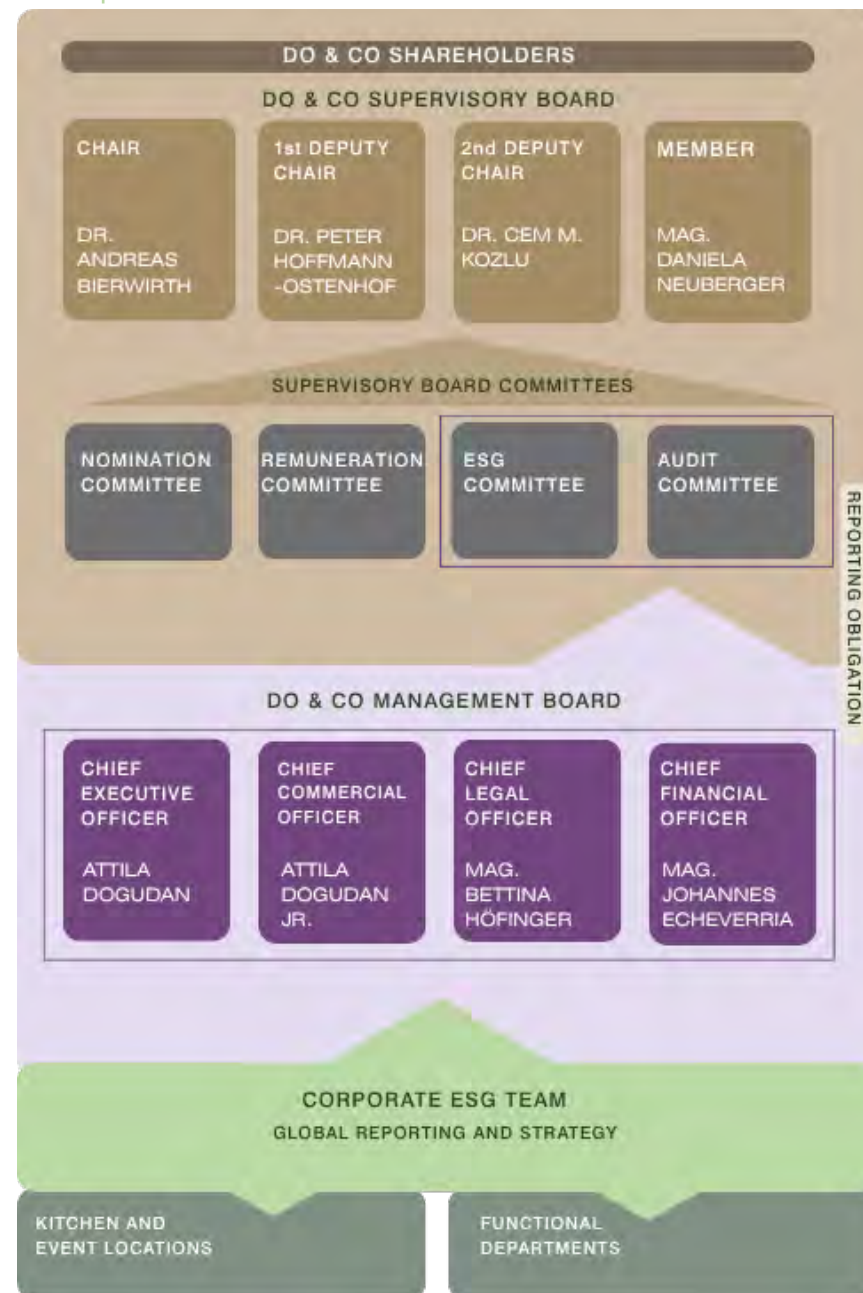 DO & CO SHAREHOLDERS
DO & CO SUPERVISORY BOARD
CHAIR
DR.
ANDREAS
BIERWIRTH
1st DEPUTY
CHAIR
DR. PETER
HOFFMANN
-OSTENHOF
2nd DEPUTY
CHAIR
DR. CEM M.
KOZLU
MEMBER
MAG.
DANIELA
NEUBERGER
SUPERVISORY BOARD COMMITTEES
NOMINATION
COMMITTEE
REMUNERATION
COMMITTEE
ESG
COMMITTEE
AUDIT
COMMITTEE
REPORTING OBLIGATION
DO & CO MANAGEMENT BOARD
CHIEF
EXECUTIVE
OFFICER
ATTILA
DOGUDAN
CHIEF
COMMERCIAL
OFFICER
ATTILA
DOGUDAN
JR.
CHIEF
LEGAL
OFFICER
MAG.
BETTINA
HÖFINGER
CHIEF
FINANCIAL
OFFICER
MAG.
JOHANNES
ECHEVERRIA
CORPORATE ESG TEAM
GLOBAL REPORTING AND STRATEGY
KITCHEN AND
EVENT LOCATIONS
FUNCTIONAL
DEPARTMENTS